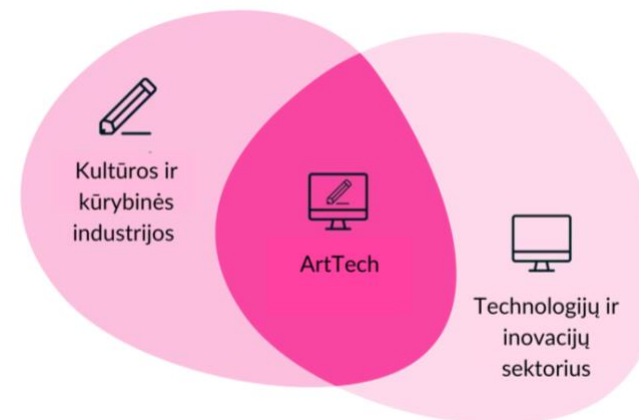 Kultūros ir
kūrybinės
industrijos
ArtTech
Technologijų ir
inovacijų
sektorius